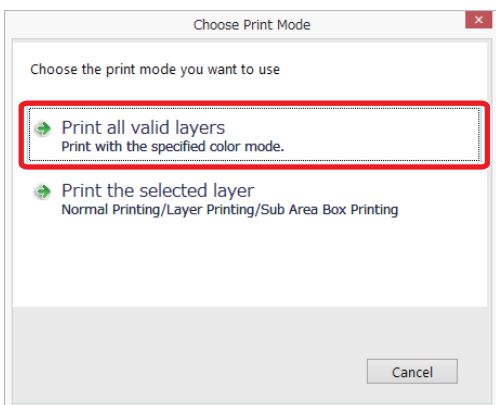 Choose Print Mode
Choose the print mode you want to use
Print all valid layers
Print with the specified color mode.
Print the selected layer
Normal Printing/Layer Printing/Sub Area Box Printing
Cancel